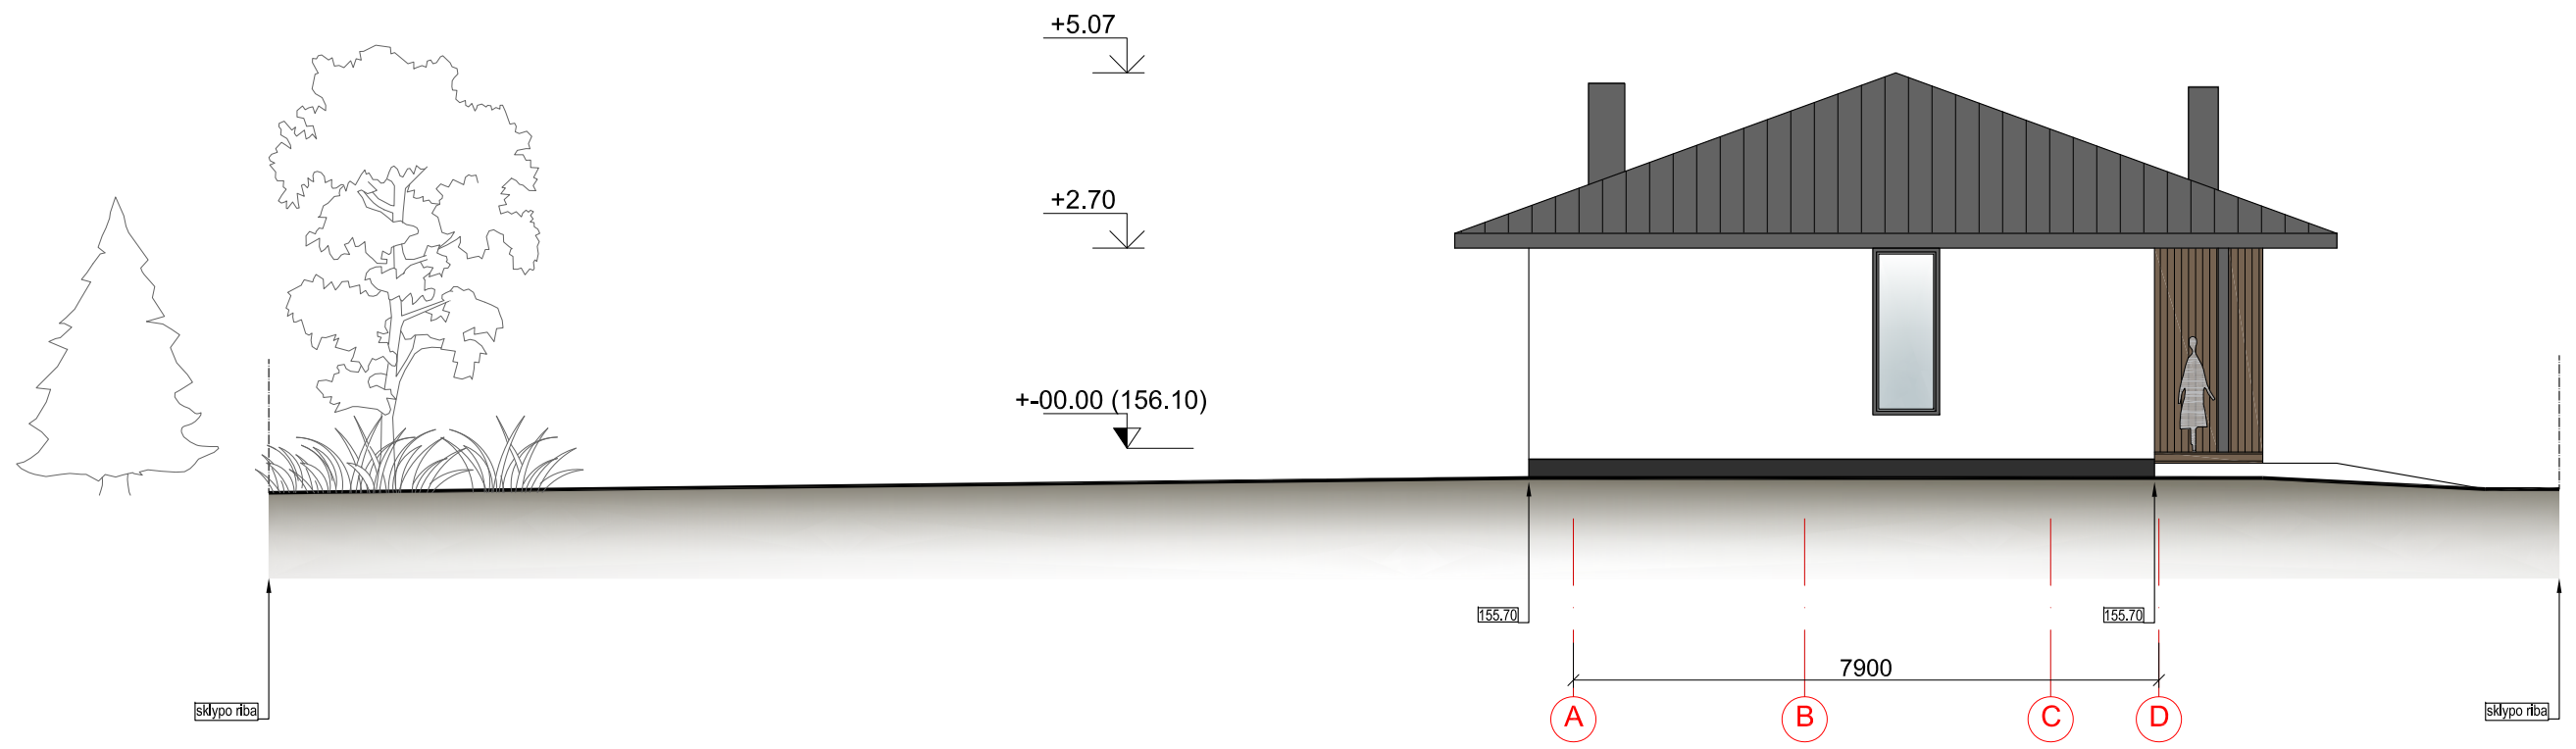 +5.07
+2.70
+-00.00 (156.10)
155.70
155.70
7900
sklypo riba
A
B
C
D
sklypo riba